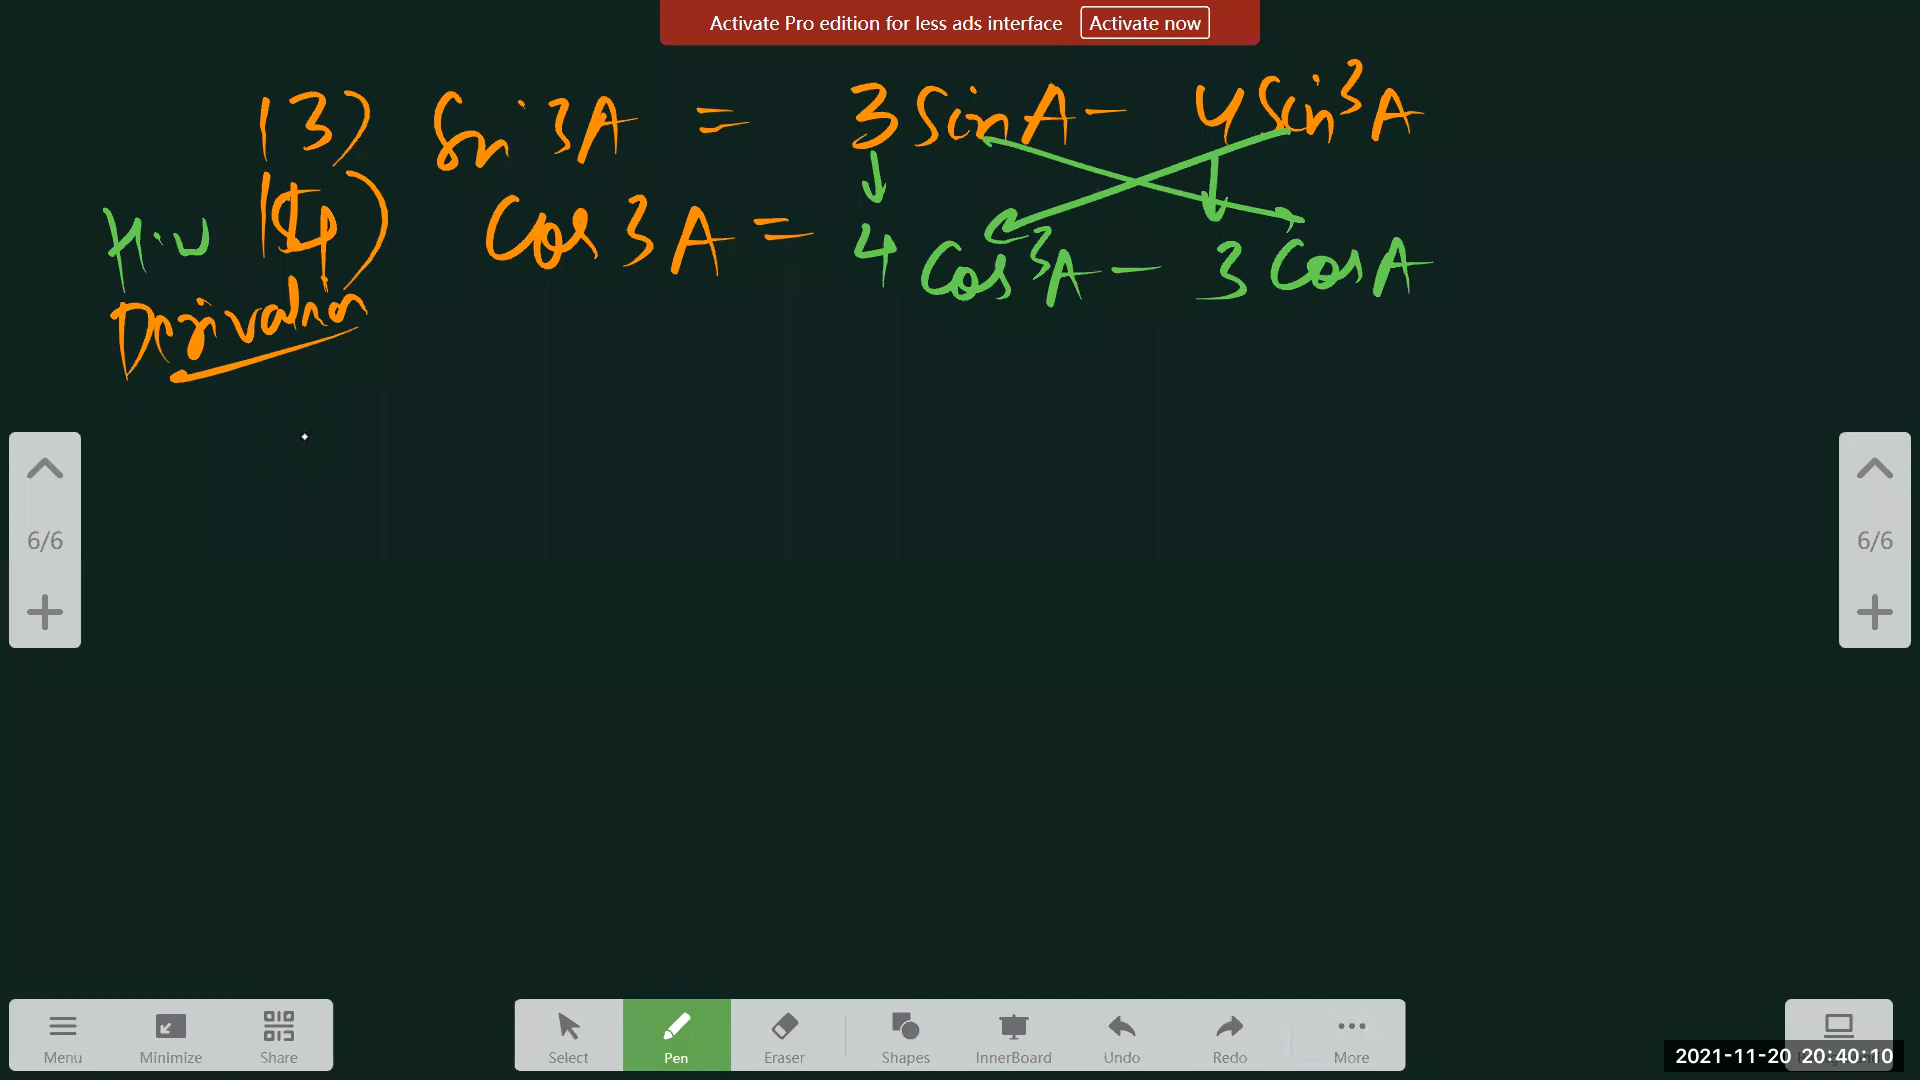 Activate Pro edition for less ads interface Activate now
13) Sin 3A = 3 Sin A - 4 Sin³A
H.W 14) Cos 3A = 4 Cos³A - 3 Cos A
Derivation
6/6
6/6
Menu Minimize Share Select Pen Eraser Shapes InnerBoard Undo Redo More
2021-11-20 20:40:10